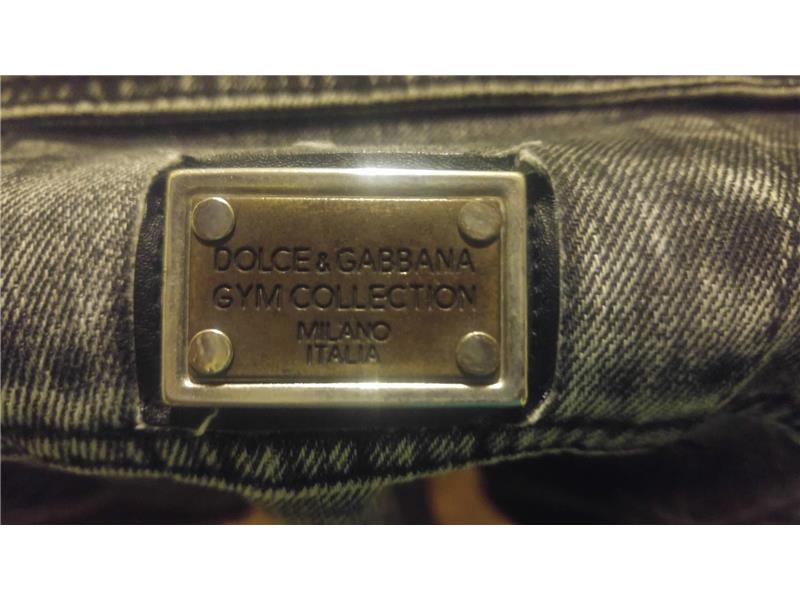 DOLCE & GABBANA
GYM COLLECTION
MILANO
ITALIA